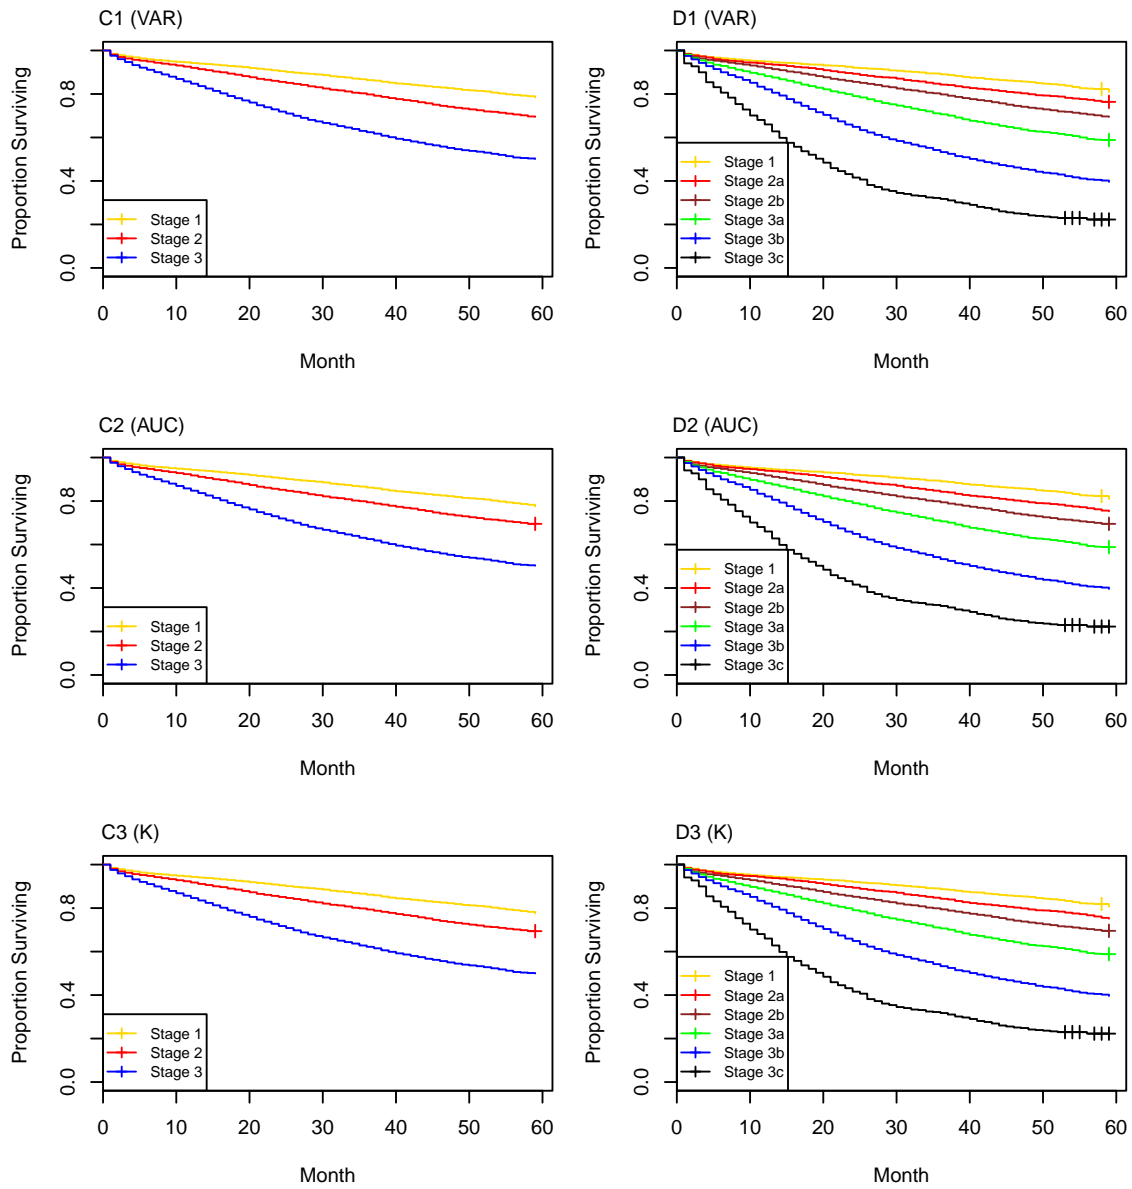 C1 (VAR)
Proportion Surviving
0.0 0.4 0.8
Stage 1
Stage 2
Stage 3
0 10 20 30 40 50 60
Month
D1 (VAR)
Proportion Surviving
0.0 0.4 0.8
Stage 1
Stage 2a
Stage 2b
Stage 3a
Stage 3b
Stage 3c
0 10 20 30 40 50 60
Month
C2 (AUC)
Proportion Surviving
0.0 0.4 0.8
Stage 1
Stage 2
Stage 3
0 10 20 30 40 50 60
Month
D2 (AUC)
Proportion Surviving
0.0 0.4 0.8
Stage 1
Stage 2a
Stage 2b
Stage 3a
Stage 3b
Stage 3c
0 10 20 30 40 50 60
Month
C3 (K)
Proportion Surviving
0.0 0.4 0.8
Stage 1
Stage 2
Stage 3
0 10 20 30 40 50 60
Month
D3 (K)
Proportion Surviving
0.0 0.4 0.8
Stage 1
Stage 2a
Stage 2b
Stage 3a
Stage 3b
Stage 3c
0 10 20 30 40 50 60
Month